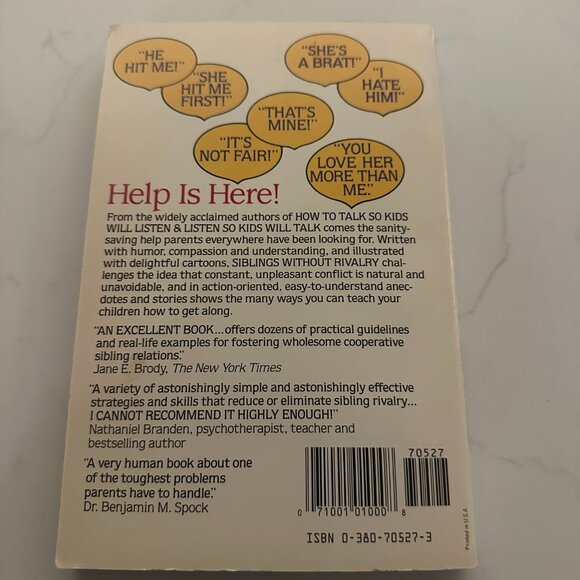 "HE
HIT ME!"
"SHE
HIT ME
FIRST!"
"SHE'S
A BRAT!"
"I
HATE
HIM!"
"THAT'S
MINE!"
"IT'S
NOT FAIR!"
"YOU
LOVE HER
MORE THAN
ME."
Help Is Here!
From the widely acclaimed authors of HOW TO TALK SO KIDS
WILL LISTEN & LISTEN SO KIDS WILL TALK comes the sanity-
saving help parents everywhere have been looking for. Written
with humor, compassion and understanding, and illustrated
with delightful cartoons, SIBLINGS WITHOUT RIVALRY chal-
lenges the idea that constant, unpleasant conflict is natural and
unavoidable, and in action-oriented, easy-to-understand anec-
dotes and stories shows the many ways you can teach your
children how to get along.
"AN EXCELLENT BOOK...offers dozens of practical guidelines
and real-life examples for fostering wholesome cooperative
sibling relations."
Jane E. Brody, The New York Times
"A variety of astonishingly simple and astonishingly effective
strategies and skills that reduce or eliminate sibling rivalry...
I CANNOT RECOMMEND IT HIGHLY ENOUGH!"
Nathaniel Branden, psychotherapist, teacher and
bestselling author
"A very human book about one
of the toughest problems
parents have to handle."
Dr. Benjamin M. Spock
70527
0 71001 01000 8
ISBN 0-380-70527-3
Printed in U.S.A.